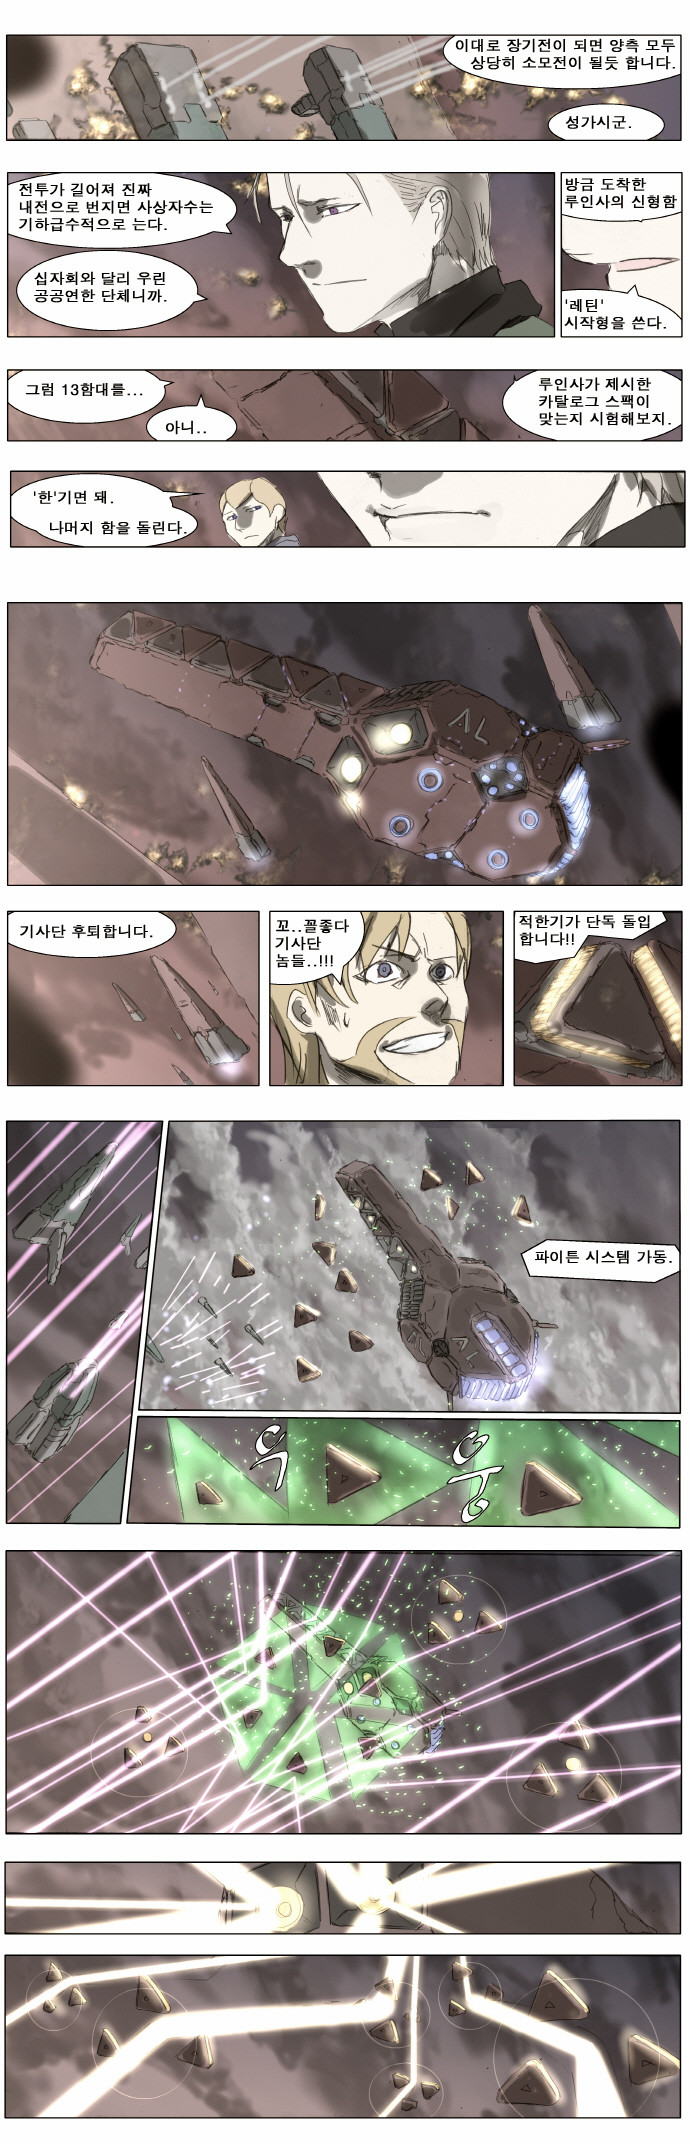 이대로 장기전이 되면 양측 모두
상당히 소모전이 될듯 합니다.
성가시군.
전투가 길어져 진짜
내전으로 번지면 사상자수는
기하급수적으로 는다.
십자회와 달리 우린
공공연한 단체니까.
방금 도착한
루인사의 신형함
'레틴'
시작형을 쓴다.
그럼 13함대를...
아니..
루인사가 제시한
카탈로그 스팩이
맞는지 시험해보지.
'한'기면 돼.
나머지 함을 돌린다.
AL
기사단 후퇴합니다.
꼬..꼴좋다
기사단
놈들..!!!
적한기가 단독 돌입
합니다!!
파이튼 시스템 가동.
AL
우
웅